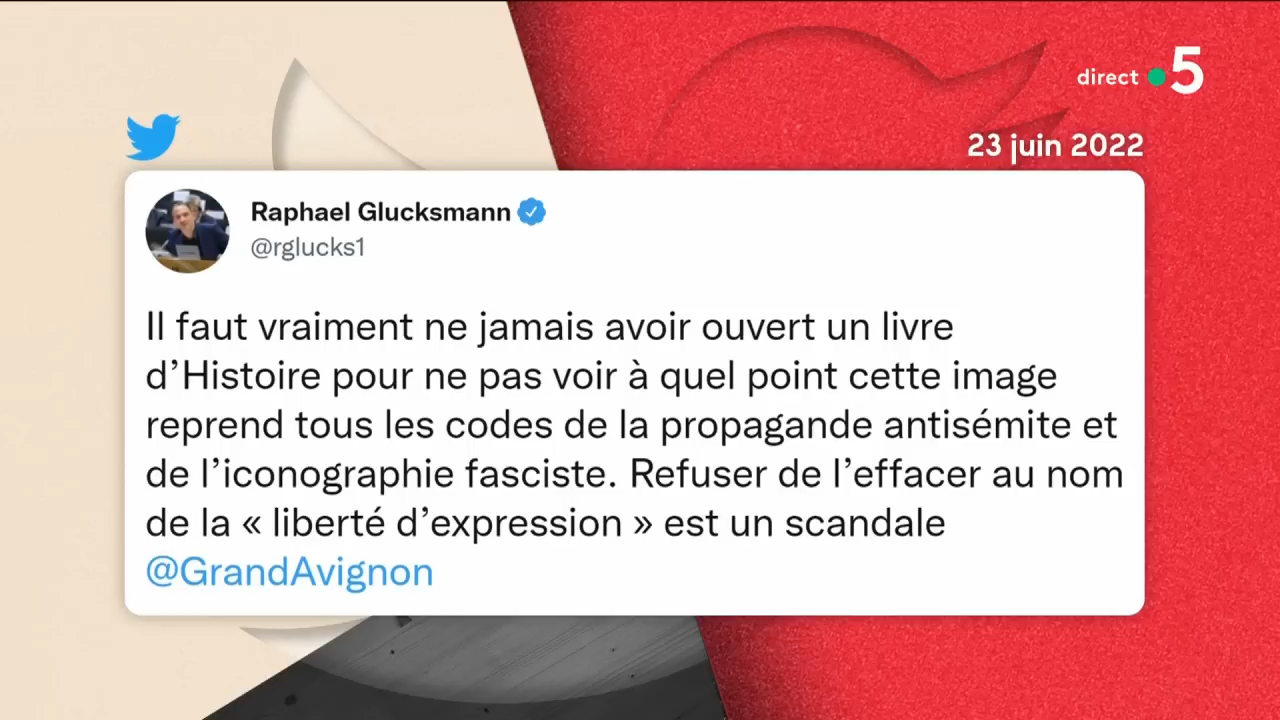 direct 5
23 juin 2022
Raphael Glucksmann
@rglucks1
Il faut vraiment ne jamais avoir ouvert un livre
d’Histoire pour ne pas voir à quel point cette image
reprend tous les codes de la propagande antisémite et
de l’iconographie fasciste. Refuser de l’effacer au nom
de la « liberté d’expression » est un scandale
@GrandAvignon